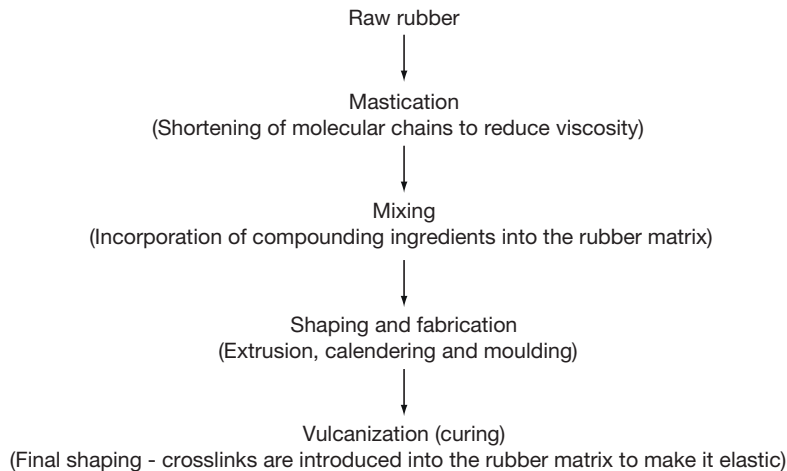 Raw rubber
Mastication
(Shortening of molecular chains to reduce viscosity)
Mixing
(Incorporation of compounding ingredients into the rubber matrix)
Shaping and fabrication
(Extrusion, calendering and moulding)
Vulcanization (curing)
(Final shaping - crosslinks are introduced into the rubber matrix to make it elastic)